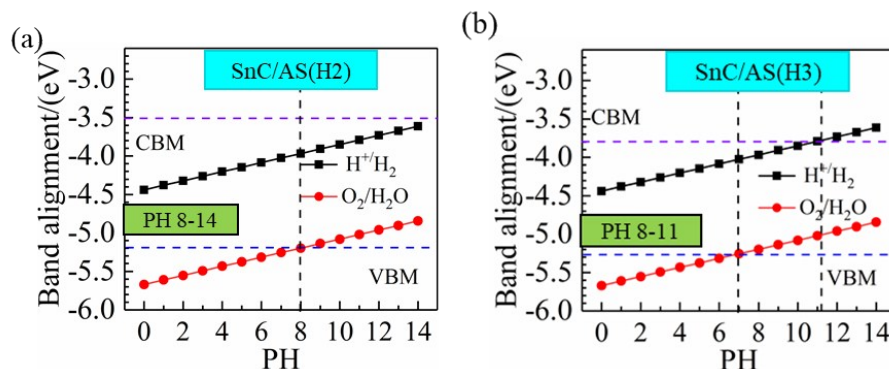 (a)
SnC/AS(H2)
Band alignment/(eV)
-3.0
-3.5
-4.0
-4.5
-5.0
-5.5
-6.0
CBM
H⁺/H₂
O₂/H₂O
PH 8-14
VBM
0 2 4 6 8 10 12 14
PH
(b)
SnC/AS(H3)
Band alignment/(eV)
-3.0
-3.5
-4.0
-4.5
-5.0
-5.5
-6.0
CBM
H⁺/H₂
O₂/H₂O
PH 8-11
VBM
0 2 4 6 8 10 12 14
PH